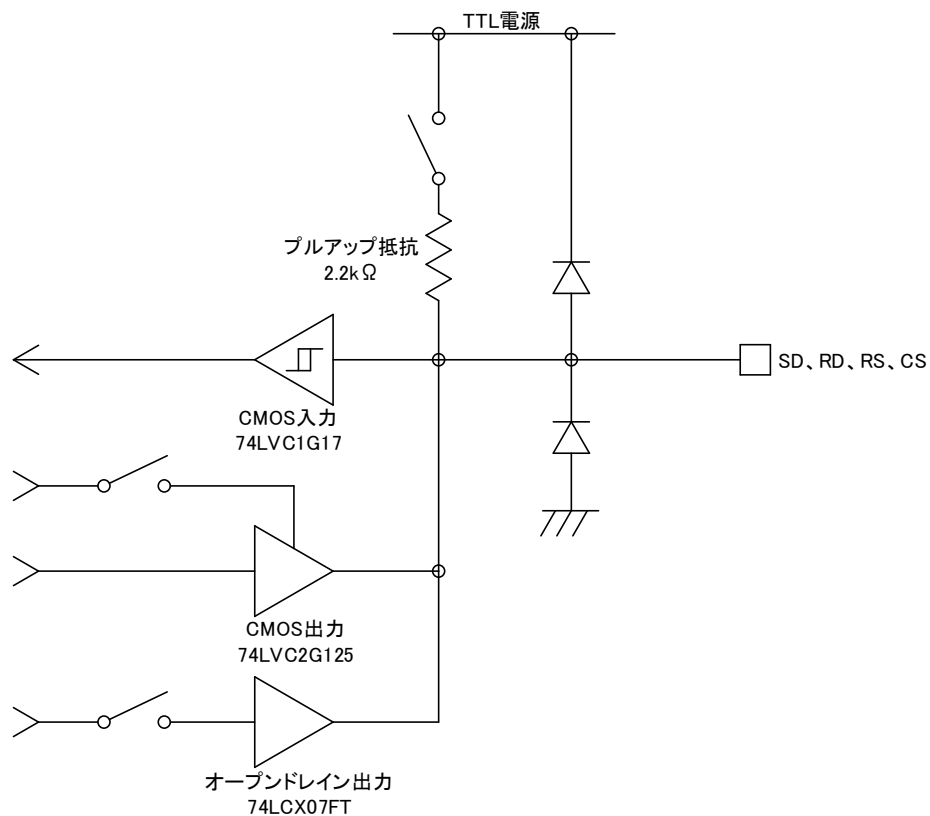 TTL電源
プルアップ抵抗
2.2kΩ
SD、RD、RS、CS
CMOS入力
74LVC1G17
CMOS出力
74LVC2G125
オープンドレイン出力
74LCX07FT